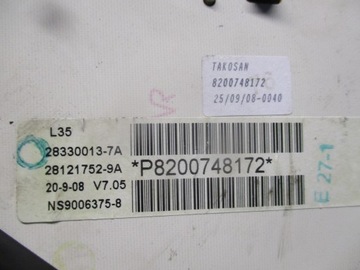 TAKOSAN
8200748172
25/09/08-0040
VR
L35
28330013-7A
28121752-9A
20-9-08 V7.05
NS9006375-8
*P8200748172*
E 27-1